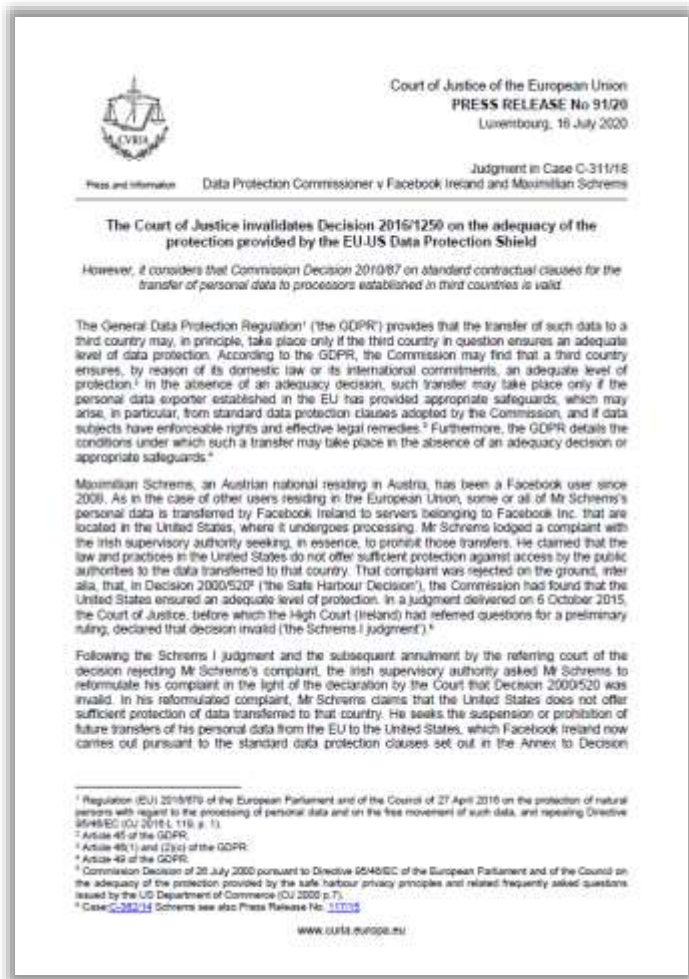 CVRIA
Press and Information
Court of Justice of the European Union
PRESS RELEASE No 91/20
Luxembourg, 16 July 2020
Judgment in Case C-311/18
Data Protection Commissioner v Facebook Ireland and Maximillian Schrems
The Court of Justice invalidates Decision 2016/1250 on the adequacy of the
protection provided by the EU-US Data Protection Shield
However, it considers that Commission Decision 2010/87 on standard contractual clauses for the
transfer of personal data to processors established in third countries is valid
The General Data Protection Regulation¹ ('the GDPR') provides that the transfer of such data to a
third country may, in principle, take place only if the third country in question ensures an adequate
level of data protection. According to the GDPR, the Commission may find that a third country
ensures, by reason of its domestic law or its international commitments, an adequate level of
protection.² In the absence of an adequacy decision, such transfer may take place only if the
personal data exporter established in the EU has provided appropriate safeguards, which may
arise, in particular, from standard data protection clauses adopted by the Commission, and if data
subjects have enforceable rights and effective legal remedies.³ Furthermore, the GDPR details the
conditions under which such a transfer may take place in the absence of an adequacy decision or
appropriate safeguards.⁴
Maximillian Schrems, an Austrian national residing in Austria, has been a Facebook user since
2008. As in the case of other users residing in the European Union, some or all of Mr Schrems's
personal data is transferred by Facebook Ireland to servers belonging to Facebook Inc. that are
located in the United States, where it undergoes processing. Mr Schrems lodged a complaint with
the Irish supervisory authority seeking, in essence, to prohibit those transfers. He claimed that the
law and practices in the United States do not offer sufficient protection against access by the public
authorities to the data transferred to that country. That complaint was rejected on the ground, inter
alia, that, in Decision 2000/520⁵ ('the Safe Harbour Decision'), the Commission had found that the
United States ensured an adequate level of protection. In a judgment delivered on 6 October 2015,
the Court of Justice, before which the High Court (Ireland) had referred questions for a preliminary
ruling, declared that decision invalid ('the Schrems I judgment').⁶
Following the Schrems I judgment and the subsequent annulment by the referring court of the
decision rejecting Mr Schrems's complaint, the Irish supervisory authority asked Mr Schrems to
reformulate his complaint in the light of the declaration by the Court that Decision 2000/520 was
invalid. In his reformulated complaint, Mr Schrems claims that the United States does not offer
sufficient protection of data transferred to that country. He seeks the suspension or prohibition of
future transfers of his personal data from the EU to the United States, which Facebook Ireland now
carries out pursuant to the standard data protection clauses set out in the Annex to Decision
¹ Regulation (EU) 2016/679 of the European Parliament and of the Council of 27 April 2016 on the protection of natural
persons with regard to the processing of personal data and on the free movement of such data, and repealing Directive
95/46/EC (OJ 2016 L 119, p. 1).
² Article 45 of the GDPR.
³ Article 46(1) and (2)(c) of the GDPR.
⁴ Article 49 of the GDPR.
⁵ Commission Decision of 26 July 2000 pursuant to Directive 95/46/EC of the European Parliament and of the Council on
the adequacy of the protection provided by the safe harbour privacy principles and related frequently asked questions
issued by the US Department of Commerce (OJ 2000 p.7).
⁶ Case C-362/14 Schrems see also Press Release No. 117/15.
www.curia.europa.eu